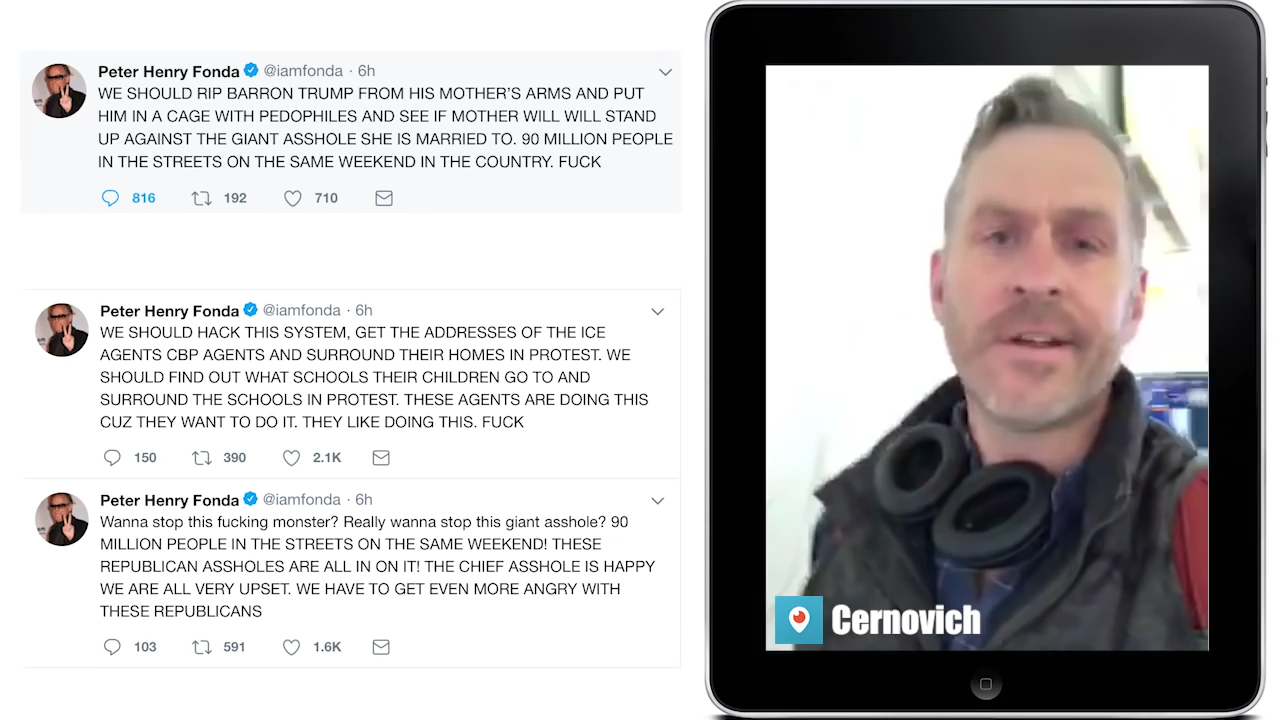 Peter Henry Fonda @iamfonda · 6h
WE SHOULD RIP BARRON TRUMP FROM HIS MOTHER'S ARMS AND PUT
HIM IN A CAGE WITH PEDOPHILES AND SEE IF MOTHER WILL WILL STAND
UP AGAINST THE GIANT ASSHOLE SHE IS MARRIED TO. 90 MILLION PEOPLE
IN THE STREETS ON THE SAME WEEKEND IN THE COUNTRY. FUCK
816 192 710
Peter Henry Fonda @iamfonda · 6h
WE SHOULD HACK THIS SYSTEM, GET THE ADDRESSES OF THE ICE
AGENTS CBP AGENTS AND SURROUND THEIR HOMES IN PROTEST. WE
SHOULD FIND OUT WHAT SCHOOLS THEIR CHILDREN GO TO AND
SURROUND THE SCHOOLS IN PROTEST. THESE AGENTS ARE DOING THIS
CUZ THEY WANT TO DO IT. THEY LIKE DOING THIS. FUCK
150 390 2.1K
Peter Henry Fonda @iamfonda · 6h
Wanna stop this fucking monster? Really wanna stop this giant asshole? 90
MILLION PEOPLE IN THE STREETS ON THE SAME WEEKEND! THESE
REPUBLICAN ASSHOLES ARE ALL IN ON IT! THE CHIEF ASSHOLE IS HAPPY
WE ARE ALL VERY UPSET. WE HAVE TO GET EVEN MORE ANGRY WITH
THESE REPUBLICANS
103 591 1.6K
Cernovich